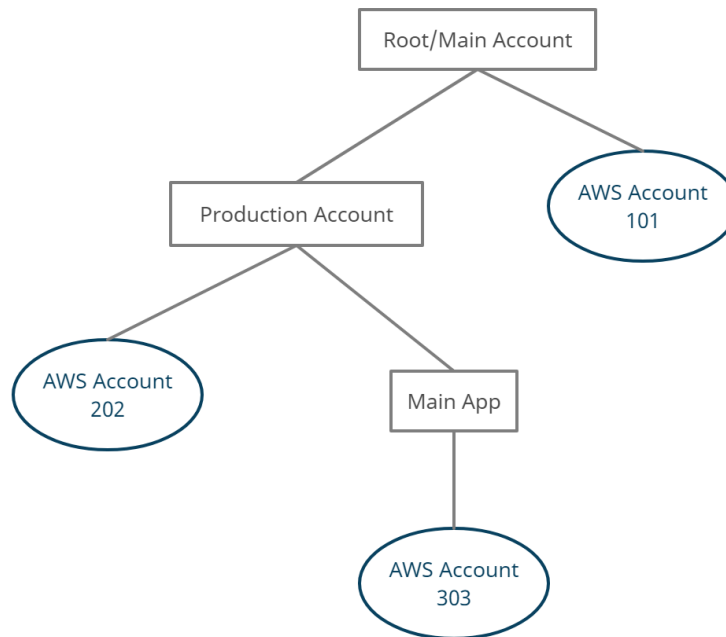 Root/Main Account
AWS Account
101
Production Account
AWS Account
202
Main App
AWS Account
303